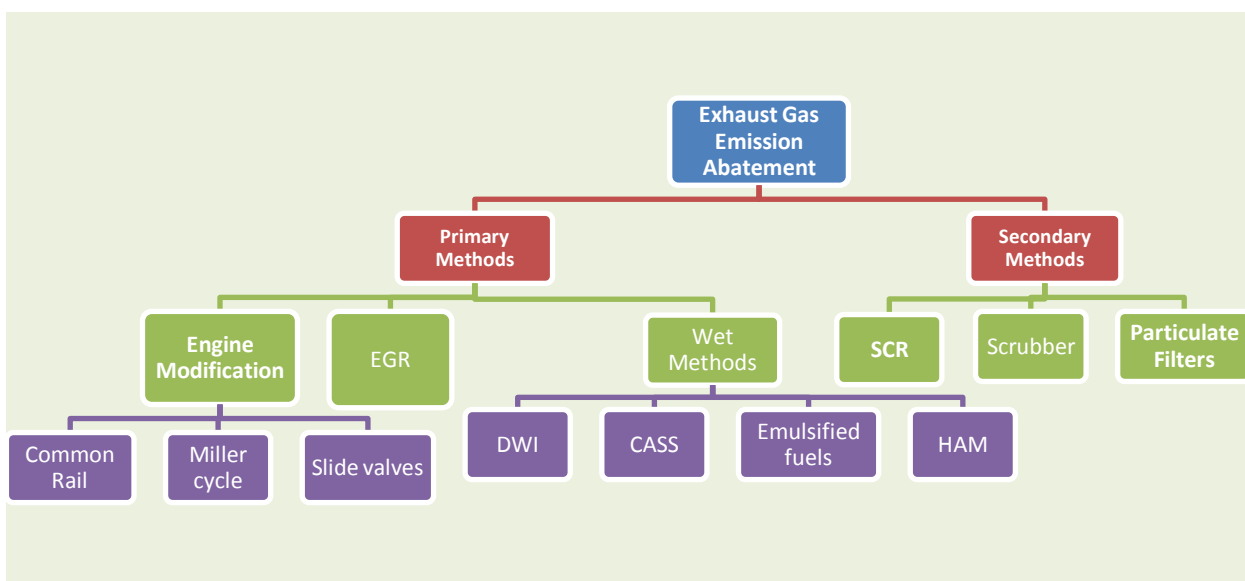 Exhaust Gas
Emission
Abatement
Primary
Methods
Secondary
Methods
Engine
Modification
EGR
Wet
Methods
SCR
Scrubber
Particulate
Filters
Common
Rail
Miller
cycle
Slide valves
DWI
CASS
Emulsified
fuels
HAM